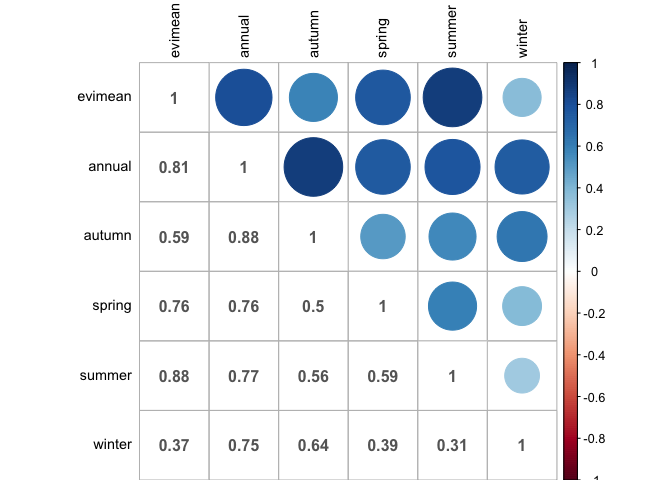 evimean annual autumn spring summer winter
evimean 1
annual 0.81 1
autumn 0.59 0.88 1
spring 0.76 0.76 0.5 1
summer 0.88 0.77 0.56 0.59 1
winter 0.37 0.75 0.64 0.39 0.31 1
1
0.8
0.6
0.4
0.2
0
-0.2
-0.4
-0.6
-0.8
-1